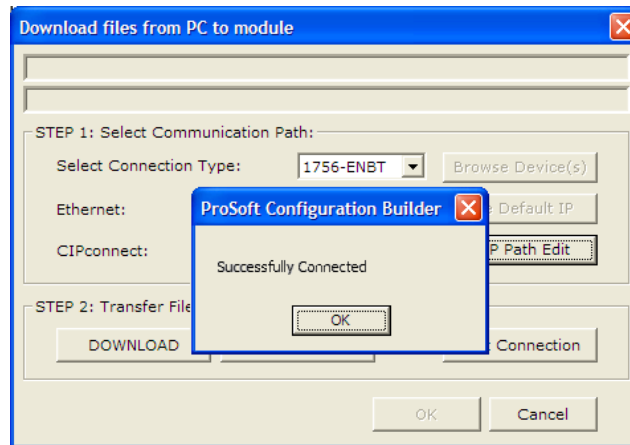 Download files from PC to module
STEP 1: Select Communication Path:
Select Connection Type:
1756-ENBT
Browse Device(s)
Ethernet:
Default IP
CIPconnect:
P Path Edit
ProSoft Configuration Builder
Successfully Connected
OK
STEP 2: Transfer File
DOWNLOAD
Connection
OK
Cancel